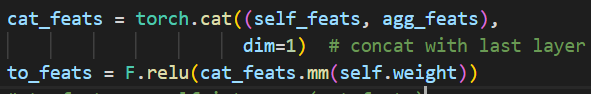 cat_feats = torch.cat((self_feats, agg_feats),
dim=1) # concat with last layer
to_feats = F.relu(cat_feats.mm(self.weight))